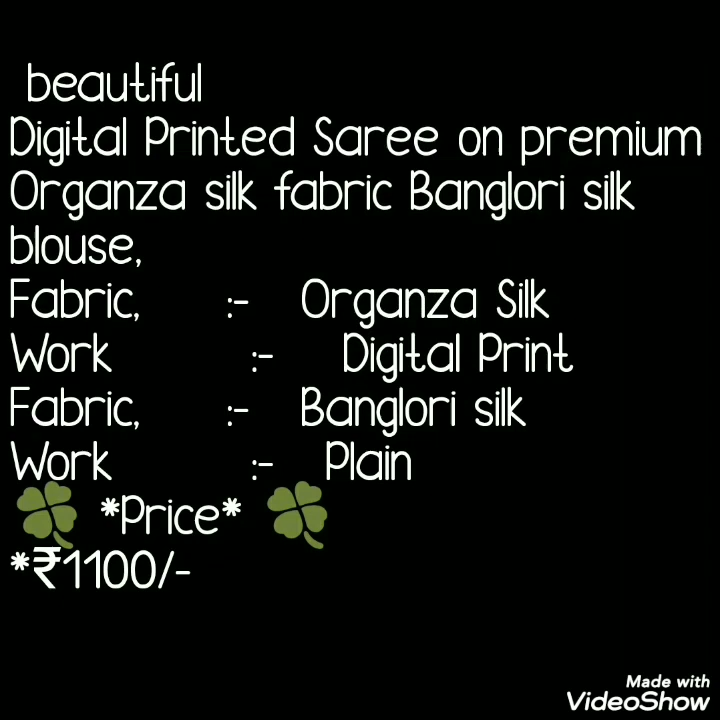 beautiful
Digital Printed Saree on premium
Organza silk fabric Banglori silk
blouse,
Fabric, :- Organza Silk
Work :- Digital Print
Fabric, :- Banglori silk
Work :- Plain
🍀 *Price* 🍀
*₹1100/-
Made with
VideoShow